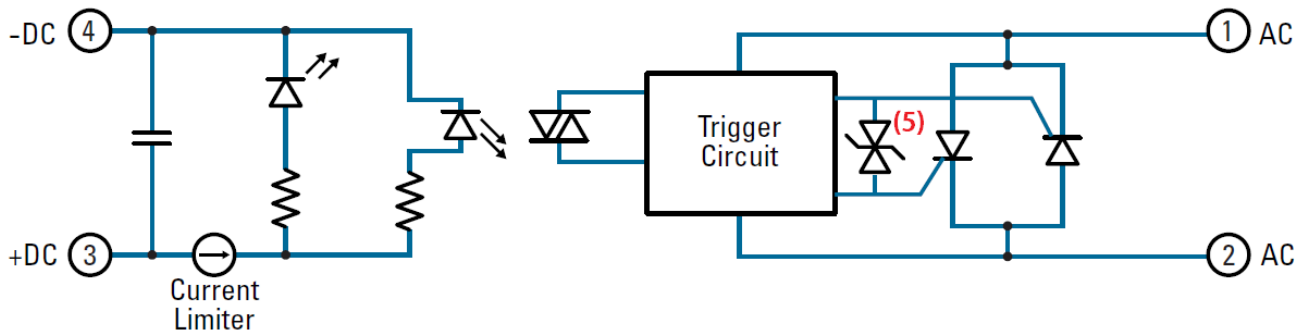 -DC 4
1 AC
(5)
Trigger
Circuit
+DC 3
2 AC
Current
Limiter